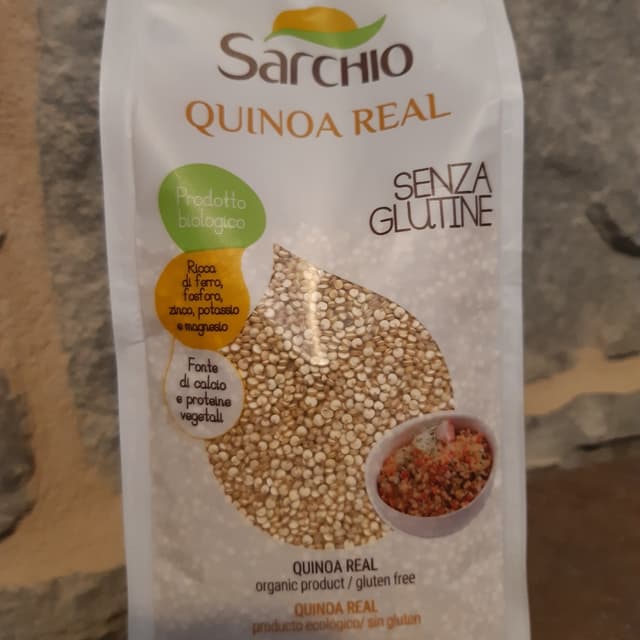 Sarchio
QUINOA REAL
SENZA
GLUTINE
Prodotto
biologico
Ricca
di ferro,
fosforo,
zinco, potassio
e magnesio
Fonte
di calcio
e proteine
vegetali
QUINOA REAL
organic product / gluten free
QUINOA REAL
producto ecológico/ sin gluten